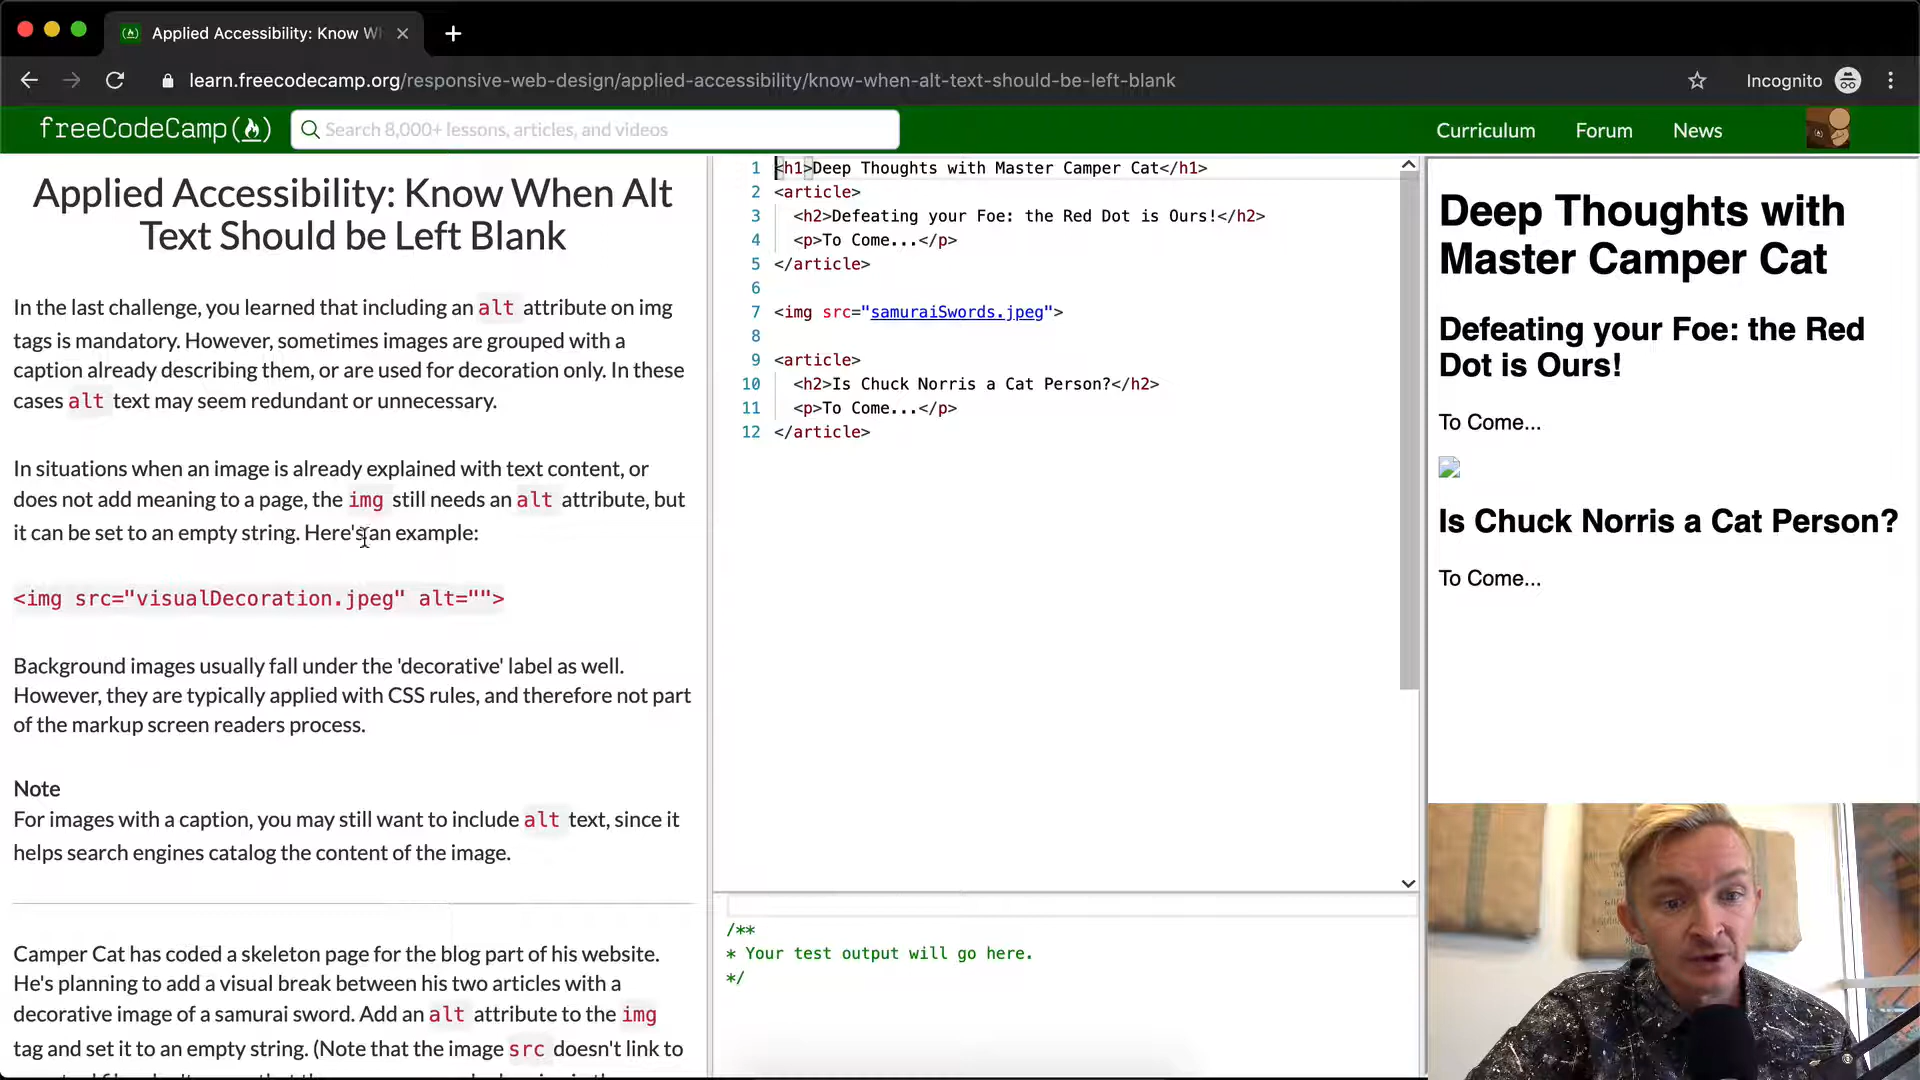 Applied Accessibility: Know W
learn.freecodecamp.org/responsive-web-design/applied-accessibility/know-when-alt-text-should-be-left-blank
Incognito
freeCodeCamp
Search 8,000+ lessons, articles, and videos
Curriculum Forum News
Applied Accessibility: Know When Alt
Text Should be Left Blank
In the last challenge, you learned that including an alt attribute on img
tags is mandatory. However, sometimes images are grouped with a
caption already describing them, or are used for decoration only. In these
cases alt text may seem redundant or unnecessary.
In situations when an image is already explained with text content, or
does not add meaning to a page, the img still needs an alt attribute, but
it can be set to an empty string. Here's an example:
<img src="visualDecoration.jpeg" alt="">
Background images usually fall under the 'decorative' label as well.
However, they are typically applied with CSS rules, and therefore not part
of the markup screen readers process.
Note
For images with a caption, you may still want to include alt text, since it
helps search engines catalog the content of the image.
Camper Cat has coded a skeleton page for the blog part of his website.
He's planning to add a visual break between his two articles with a
decorative image of a samurai sword. Add an alt attribute to the img
tag and set it to an empty string. (Note that the image src doesn't link to
1 <h1>Deep Thoughts with Master Camper Cat</h1>
2 <article>
3 <h2>Defeating your Foe: the Red Dot is Ours!</h2>
4 <p>To Come...</p>
5 </article>
6
7 <img src="samuraiSwords.jpeg">
8
9 <article>
10 <h2>Is Chuck Norris a Cat Person?</h2>
11 <p>To Come...</p>
12 </article>
/**
* Your test output will go here.
*/
Deep Thoughts with
Master Camper Cat
Defeating your Foe: the Red
Dot is Ours!
To Come...
Is Chuck Norris a Cat Person?
To Come...